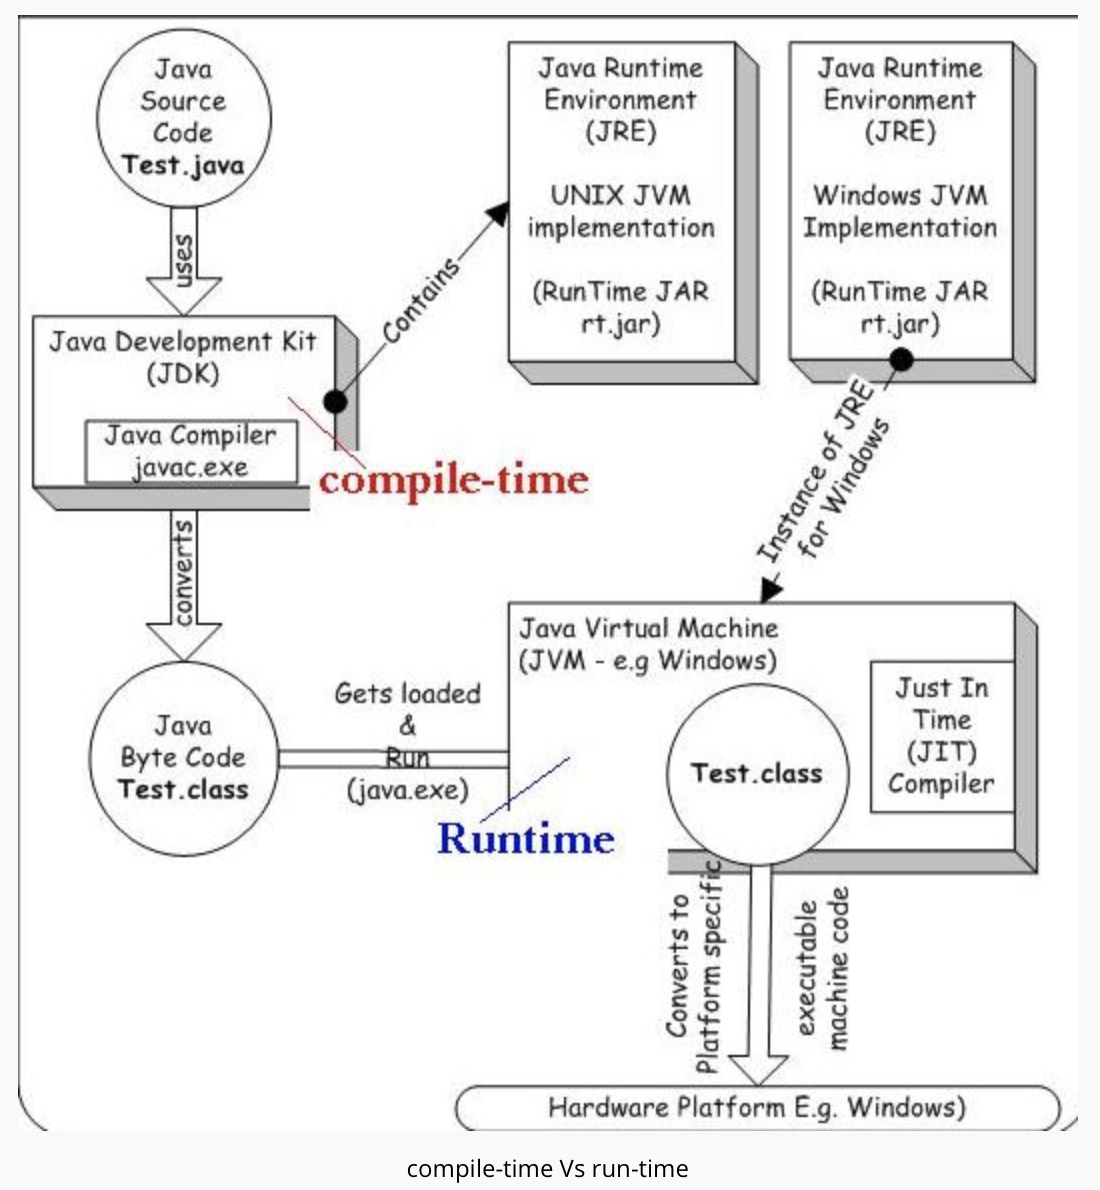 Java
Source
Code
Test.java
uses
Java Development Kit
(JDK)
Java Compiler
javac.exe
compile-time
Contains
Java Runtime
Environment
(JRE)
UNIX JVM
implementation
(RunTime JAR
rt.jar)
Java Runtime
Environment
(JRE)
Windows JVM
Implementation
(RunTime JAR
rt.jar)
Instance of JRE
for Windows
converts
Java
Byte Code
Test.class
Gets loaded
&
Run
(java.exe)
Runtime
Java Virtual Machine
(JVM - e.g Windows)
Test.class
Just In
Time
(JIT)
Compiler
Converts to
Platform specific
executable
machine code
Hardware Platform E.g. Windows)
compile-time Vs run-time